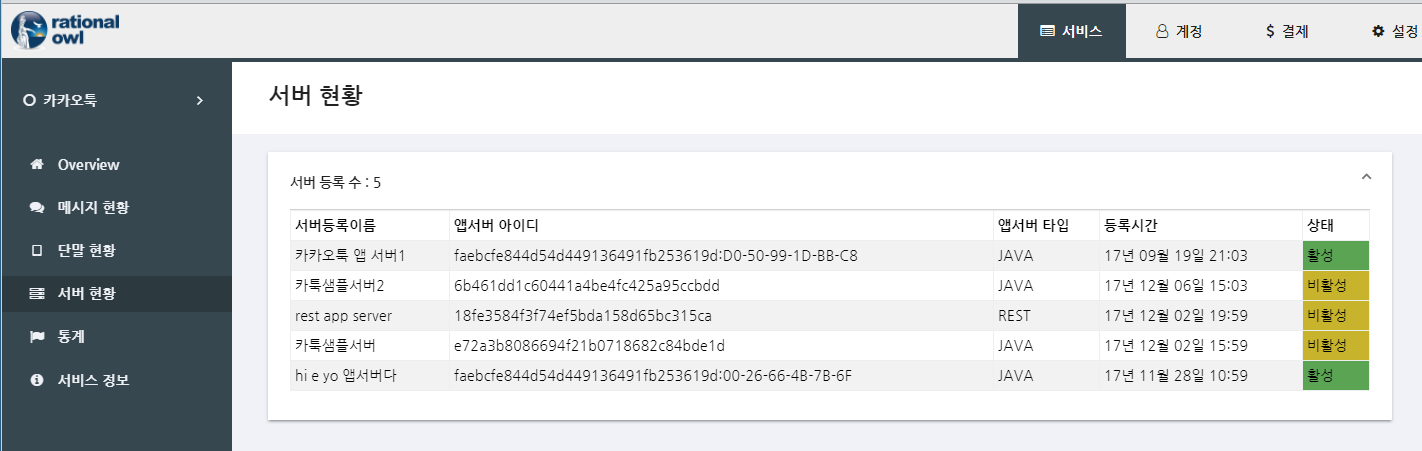 rational
owl
서비스 계정 $ 결제 설정
카카오톡
Overview
메시지 현황
단말 현황
서버 현황
통계
서비스 정보
서버 현황
서버 등록 수 : 5
서버등록이름 앱서버 아이디 앱서버 타입 등록시간 상태
카카오톡 앱 서버1 faebcfe844d54d449136491fb253619d:D0-50-99-1D-BB-C8 JAVA 17년 09월 19일 21:03 활성
카톡샘플서버2 6b461dd1c60441a4be4fc425a95ccbdd JAVA 17년 12월 06일 15:03 비활성
rest app server 18fe3584f3f74ef5bda158d65bc315ca REST 17년 12월 02일 19:59 비활성
카톡샘플서버 e72a3b8086694f21b0718682c84bde1d JAVA 17년 12월 02일 15:59 비활성
hi e yo 앱서버다 faebcfe844d54d449136491fb253619d:00-26-66-4B-7B-6F JAVA 17년 11월 28일 10:59 활성